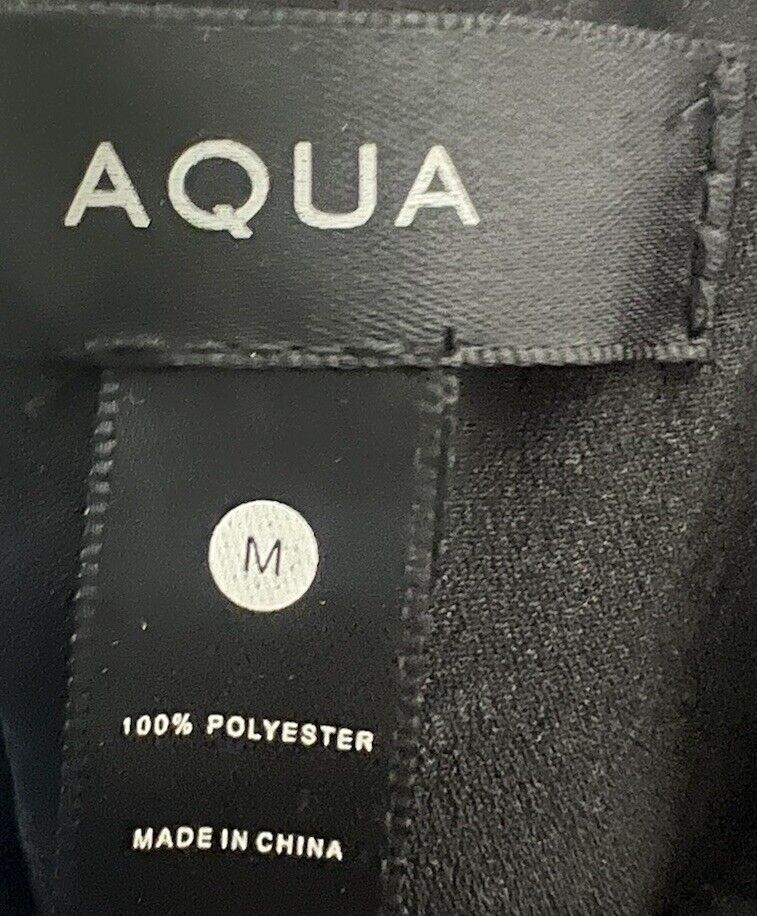 AQUA
M
100% POLYESTER
MADE IN CHINA